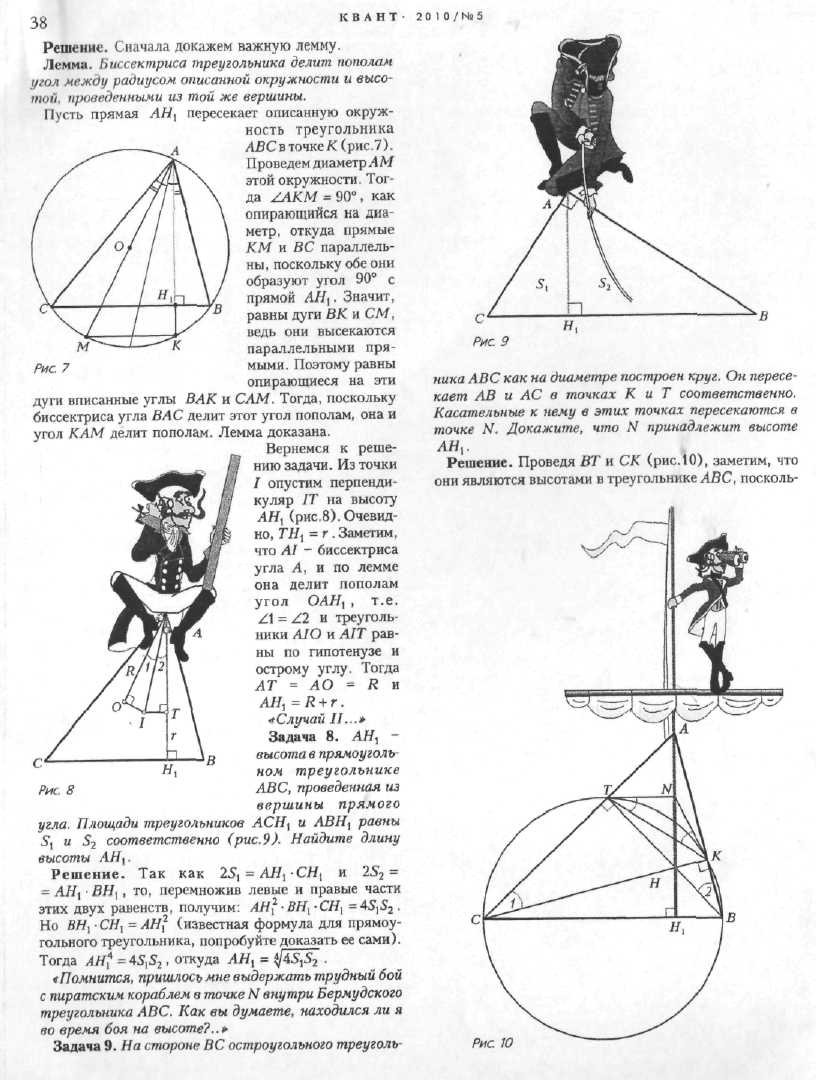 38
КВАНТ · 2010/№5
Решение. Сначала докажем важную лемму.
Лемма. Биссектриса треугольника делит пополам
угол между радиусом описанной окружности и высо-
той, проведенными из той же вершины.
Пусть прямая AH₁ пересекает описанную окруж-
ность треугольника
ABC в точке K (рис.7).
Проведем диаметр AM
этой окружности. Тог-
да ∠AKM = 90°, как
опирающийся на диа-
метр, откуда прямые
KM и BC параллель-
ны, поскольку обе они
образуют угол 90° с
прямой AH₁. Значит,
равны дуги BK и CM,
ведь они высекаются
параллельными пря-
мыми. Поэтому равны
опирающиеся на эти
дуги вписанные углы BAK и CAM. Тогда, поскольку
биссектриса угла BAC делит этот угол пополам, она и
угол KAM делит пополам. Лемма доказана.
A
O
C
H₁
B
M
K
Рис. 7
Вернемся к реше-
нию задачи. Из точки
I опустим перпенди-
куляр IT на высоту
AH₁ (рис.8). Очевид-
но, TH₁ = r. Заметим,
что AI – биссектриса
угла A, и по лемме
она делит пополам
угол OAH₁, т.е.
∠1 = ∠2 и треуголь-
ники AIO и AIT рав-
ны по гипотенузе и
острому углу. Тогда
AT = AO = R и
AH₁ = R + r.
«Случай II...»
Задача 8. AH₁ –
высота в прямоуголь-
ном треугольнике
ABC, проведенная из
вершины прямого
угла. Площади треугольников ACH₁ и ABH₁ равны
S₁ и S₂ соответственно (рис.9). Найдите длину
высоты AH₁.
A
R
1
2
O
I
T
r
C
H₁
B
Рис. 8
Решение. Так как 2S₁ = AH₁ · CH₁ и 2S₂ =
= AH₁ · BH₁, то, перемножив левые и правые части
этих двух равенств, получим: AH₁² · BH₁ · CH₁ = 4S₁S₂.
Но BH₁ · CH₁ = AH₁² (известная формула для прямоу-
гольного треугольника, попробуйте доказать ее сами).
Тогда AH₁⁴ = 4S₁S₂, откуда AH₁ = ∜4S₁S₂.
«Помнится, пришлось мне выдержать трудный бой
с пиратским кораблем в точке N внутри Бермудского
треугольника ABC. Как вы думаете, находился ли я
во время боя на высоте?..»
Задача 9. На стороне BC остроугольного треуголь-
A
S₁
S₂
C
H₁
B
Рис. 9
ника ABC как на диаметре построен круг. Он пересе-
кает AB и AC в точках K и T соответственно.
Касательные к нему в этих точках пересекаются в
точке N. Докажите, что N принадлежит высоте
AH₁.
Решение. Проведя BT и CK (рис.10), заметим, что
они являются высотами в треугольнике ABC, посколь-
A
T
N
K
H
1
2
C
H₁
B
Рис. 10